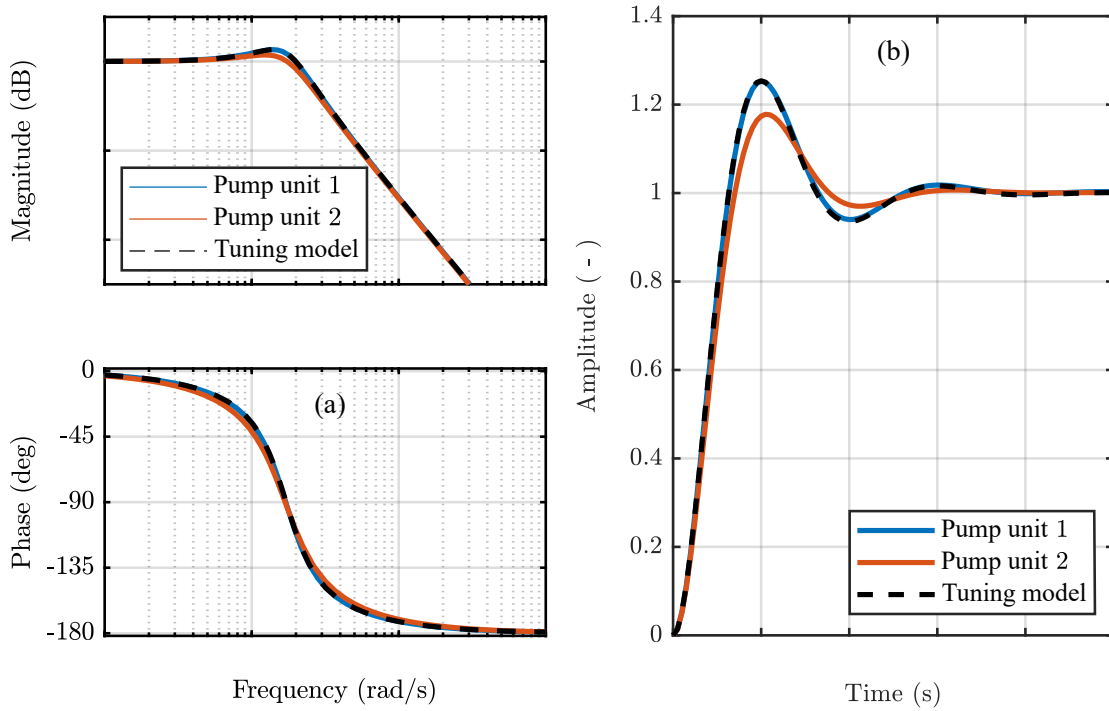 Magnitude (dB)
Pump unit 1
Pump unit 2
Tuning model
0
-45
-90
-135
-180
Phase (deg)
(a)
Frequency (rad/s)
1.4
1.2
1
0.8
0.6
0.4
0.2
0
Amplitude ( - )
(b)
Pump unit 1
Pump unit 2
Tuning model
Time (s)